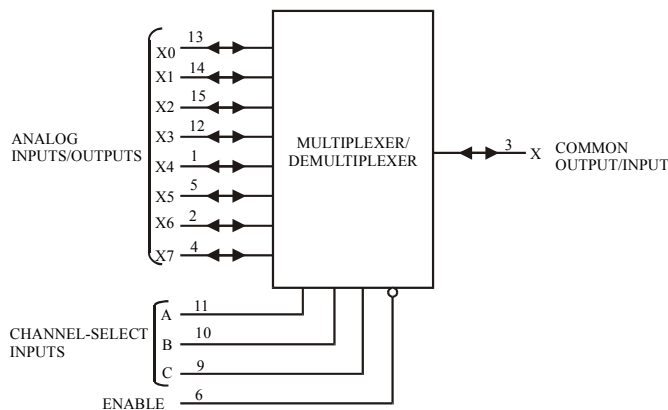 X0 13
X1 14
X2 15
X3 12
X4 1
X5 5
X6 2
X7 4
ANALOG
INPUTS/OUTPUTS
MULTIPLEXER/
DEMULTIPLEXER
3 X
COMMON
OUTPUT/INPUT
A 11
B 10
C 9
CHANNEL-SELECT
INPUTS
ENABLE 6